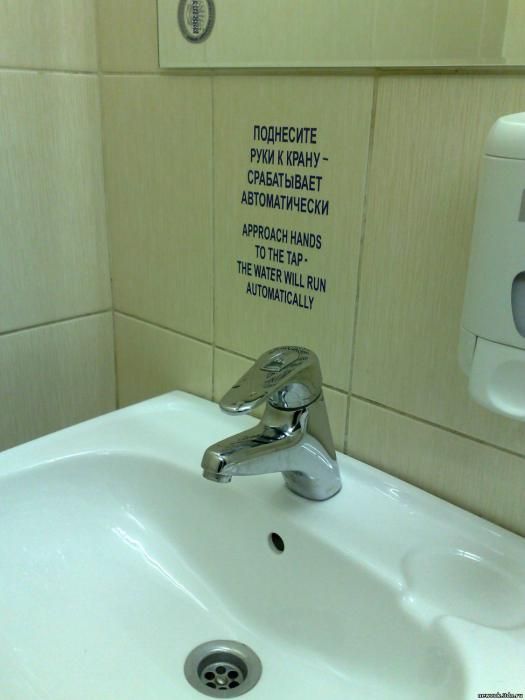 ПОДНЕСИТЕ
РУКИ К КРАНУ –
СРАБАТЫВАЕТ
АВТОМАТИЧЕСКИ
APPROACH HANDS
TO THE TAP -
THE WATER WILL RUN
AUTOMATICALLY